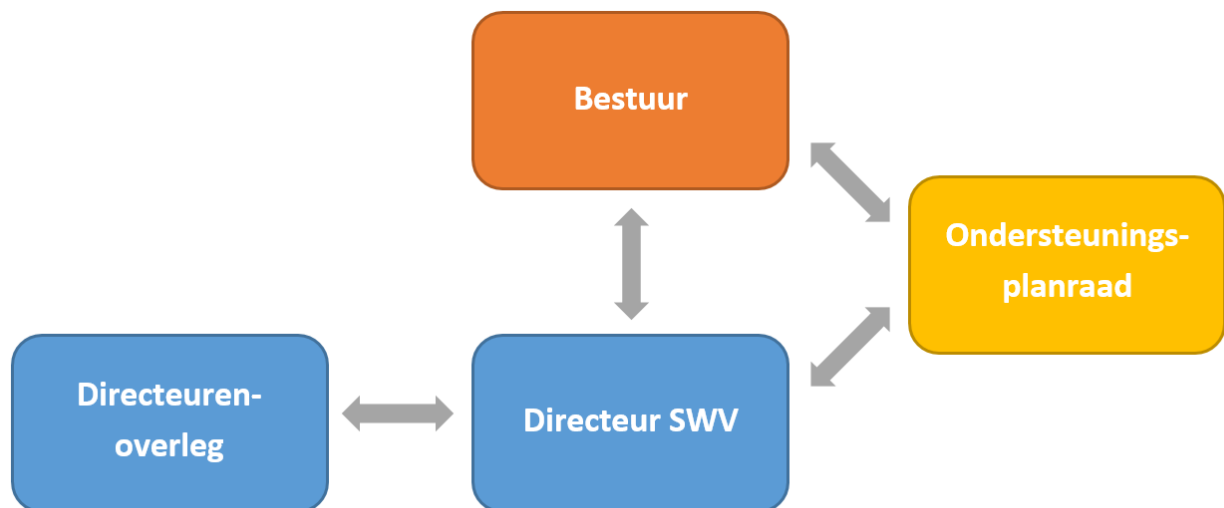 Bestuur
Ondersteunings-
planraad
Directeuren-
overleg
Directeur SWV